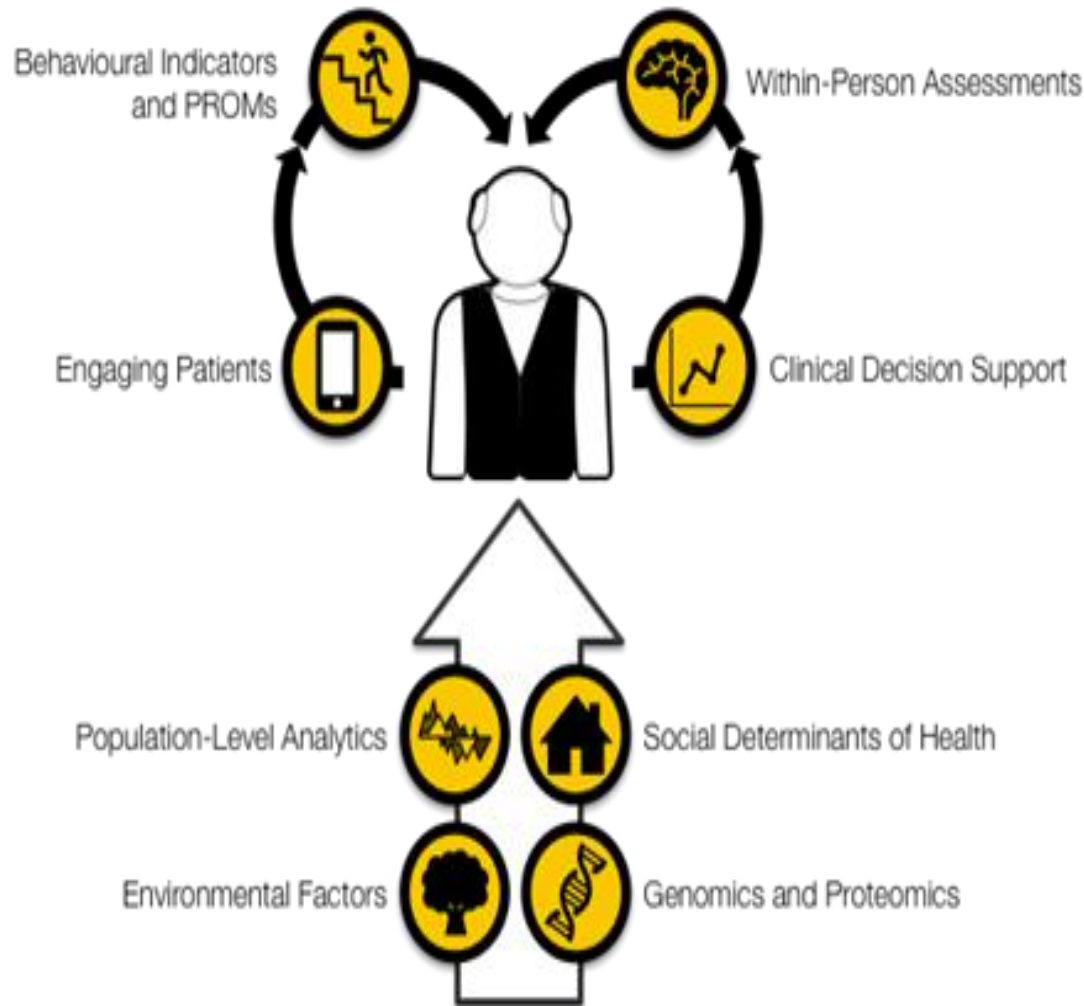 Behavioural Indicators
and PROMs
Within-Person Assessments
Engaging Patients
Clinical Decision Support
Population-Level Analytics
Social Determinants of Health
Environmental Factors
Genomics and Proteomics